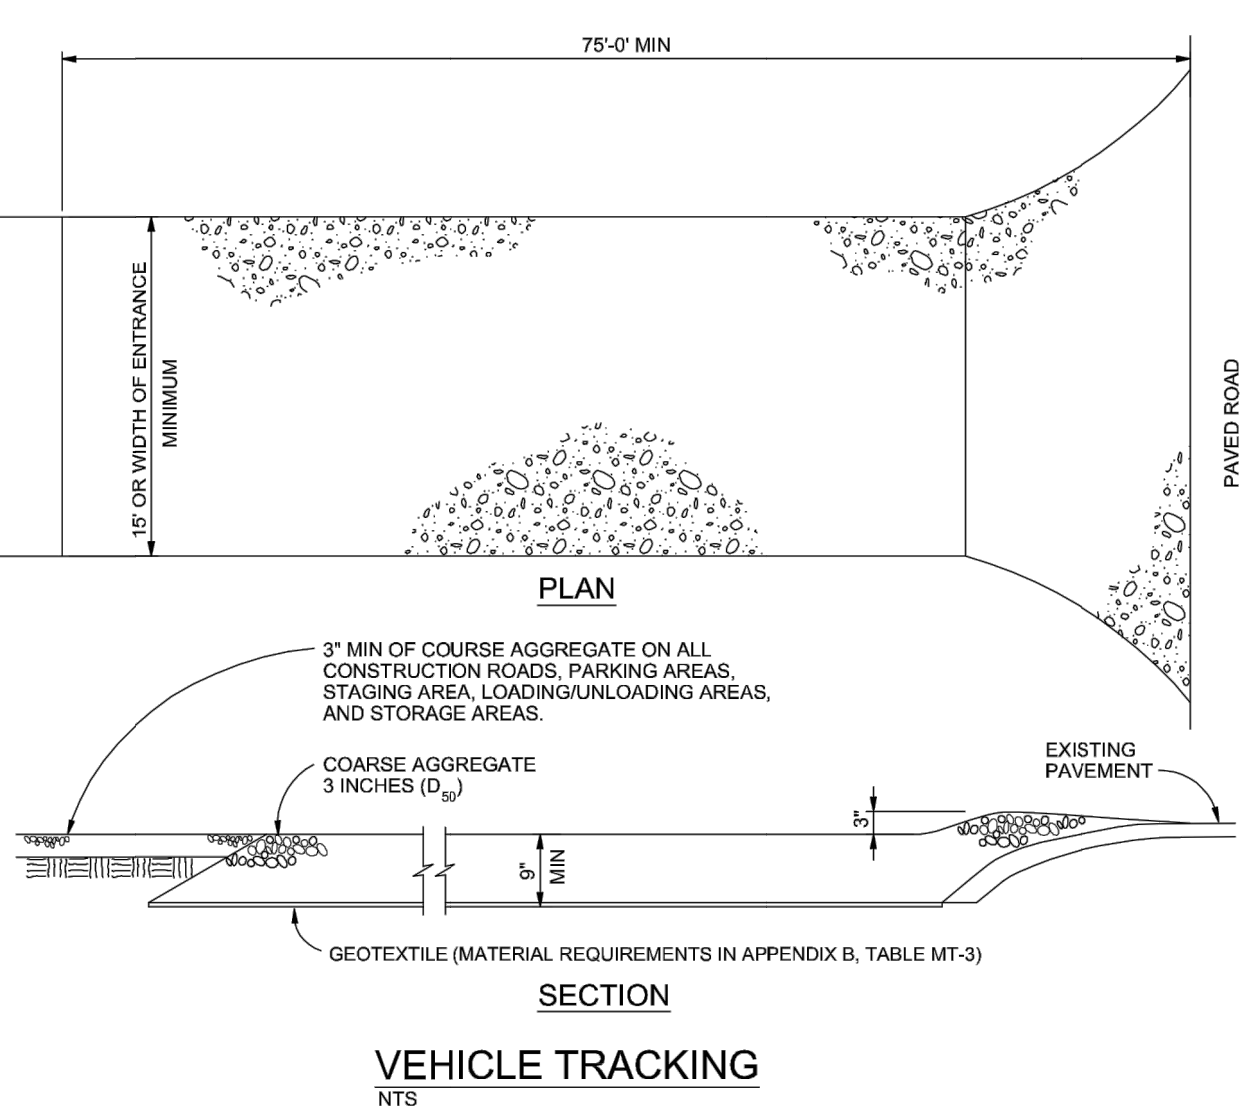 75'-0' MIN
15' OR WIDTH OF ENTRANCE
MINIMUM
PAVED ROAD
PLAN
3" MIN OF COURSE AGGREGATE ON ALL
CONSTRUCTION ROADS, PARKING AREAS,
STAGING AREA, LOADING/UNLOADING AREAS,
AND STORAGE AREAS.
COARSE AGGREGATE
3 INCHES (D50)
EXISTING
PAVEMENT
3"
9"
MIN
GEOTEXTILE (MATERIAL REQUIREMENTS IN APPENDIX B, TABLE MT-3)
SECTION
VEHICLE TRACKING
NTS